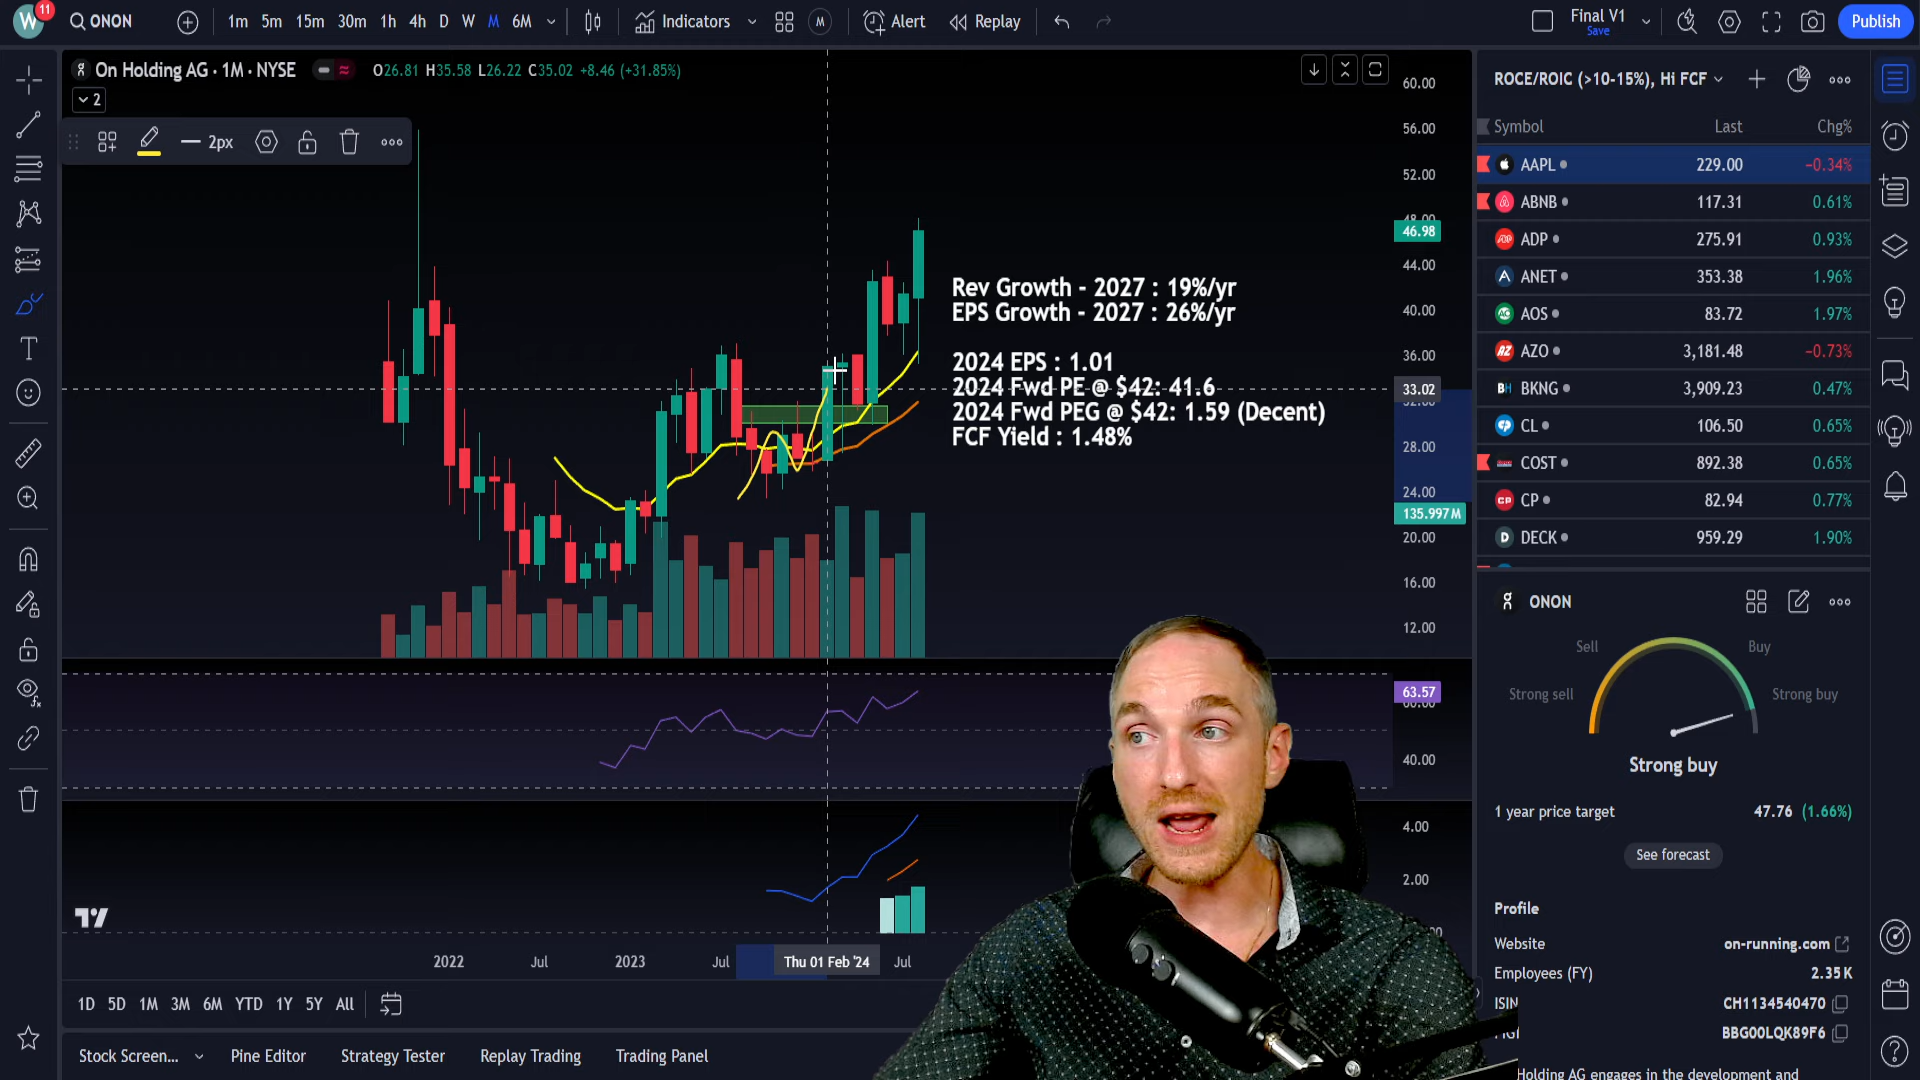 W 11 ONON 1m 5m 15m 30m 1h 4h D W M 6M Indicators M Alert Replay Final V1 Save Publish
On Holding AG · 1M · NYSE O26.81 H35.58 L26.22 C35.02 +8.46 (+31.85%)
2
2px
60.00
56.00
52.00
48.00
46.98
44.00
40.00
36.00
33.02
32.00
28.00
24.00
135.997M
20.00
16.00
12.00
Rev Growth - 2027 : 19%/yr
EPS Growth - 2027 : 26%/yr
2024 EPS : 1.01
2024 Fwd PE @ $42: 41.6
2024 Fwd PEG @ $42: 1.59 (Decent)
FCF Yield : 1.48%
63.57
60.00
40.00
4.00
2.00
2022 Jul 2023 Jul Thu 01 Feb '24 Jul
1D 5D 1M 3M 6M YTD 1Y 5Y All
Stock Screen... Pine Editor Strategy Tester Replay Trading Trading Panel
ROCE/ROIC (>10-15%), Hi FCF
Symbol Last Chg%
AAPL 229.00 −0.34%
ABNB 117.31 0.61%
ADP 275.91 0.93%
ANET 353.38 1.96%
AOS 83.72 1.97%
AZO 3,181.48 −0.73%
BKNG 3,909.23 0.47%
CL 106.50 0.65%
COST 892.38 0.65%
CP 82.94 0.77%
DECK 959.29 1.90%
ONON
Sell Buy
Strong sell Strong buy
Strong buy
1 year price target 47.76 (1.66%)
See forecast
Profile
Website on-running.com
Employees (FY) 2.35K
ISIN CH1134540470
BBG00LQK89F6
Holding AG engages in the development and